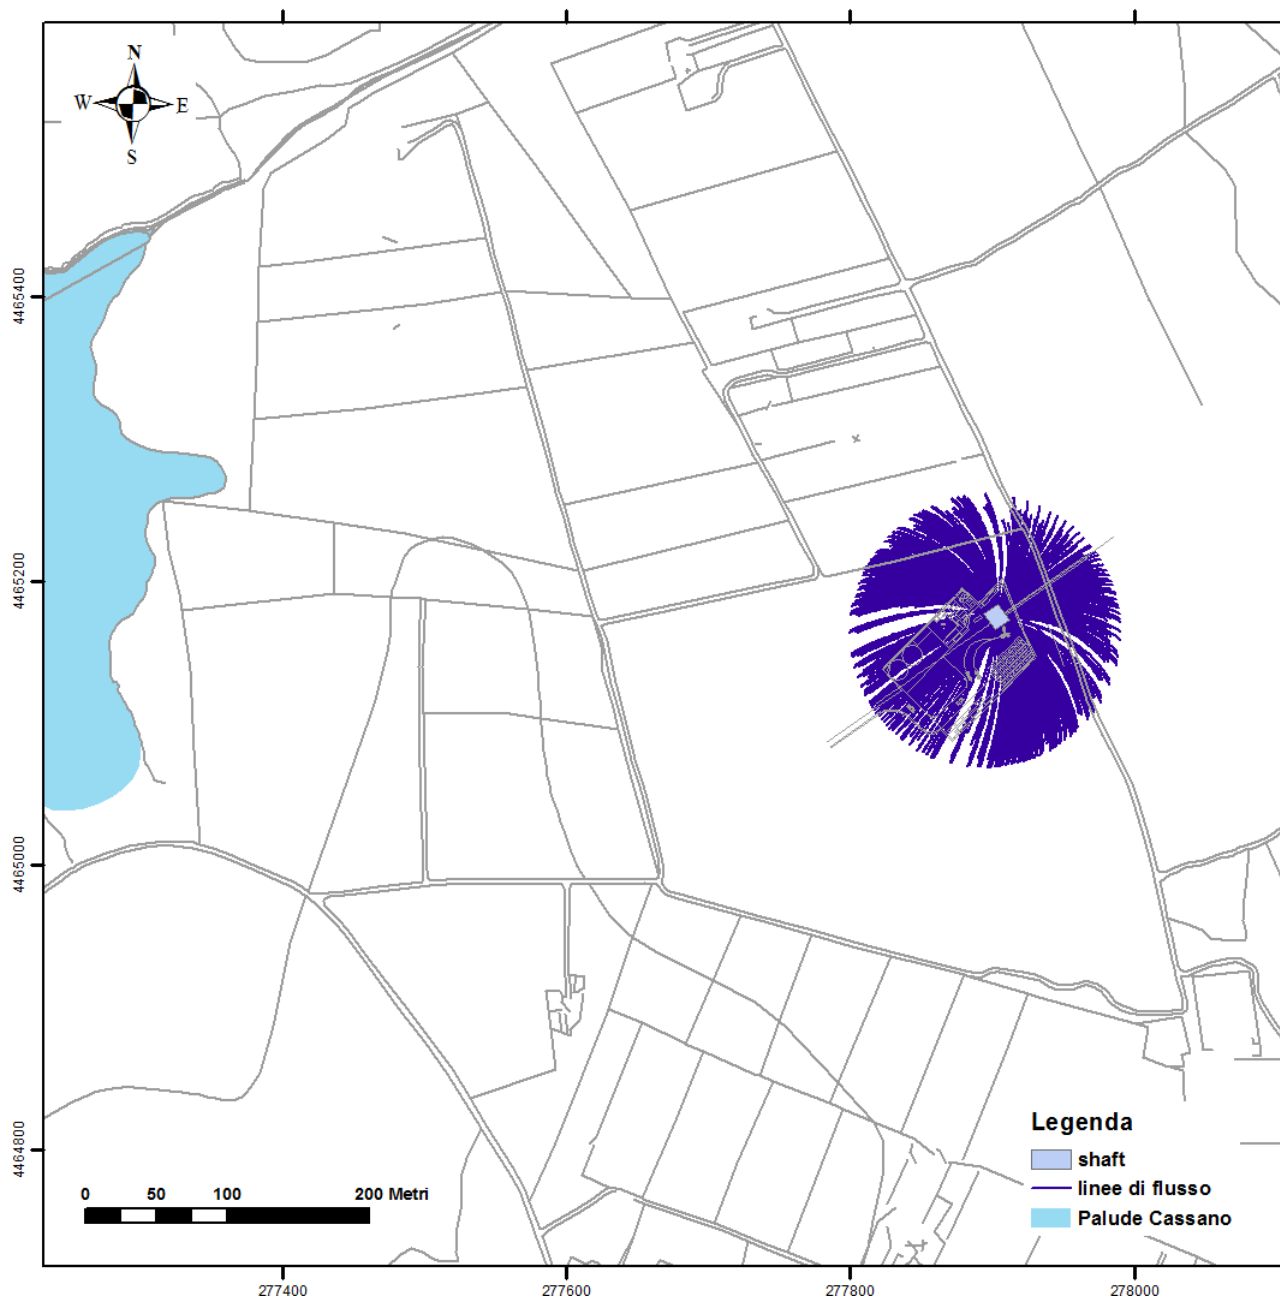 N
W E
S
4465400
4465200
4465000
4464800
Legenda
shaft
linee di flusso
Palude Cassano
0 50 100 200 Metri
277400 277600 277800 278000